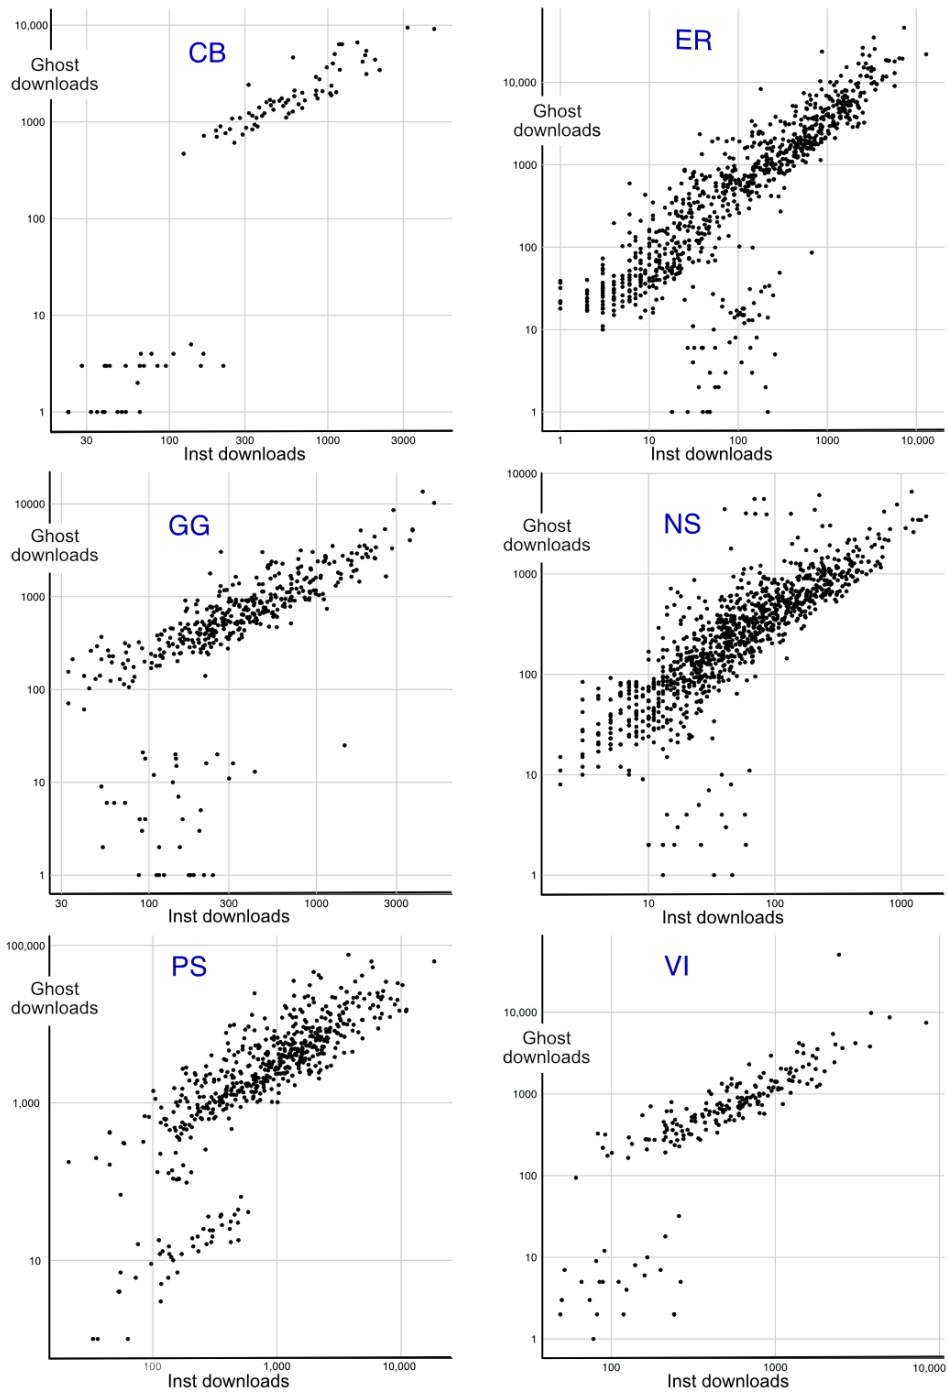 10,000
CB
Ghost
downloads
1000
100
10
1
30 100 300 1000 3000
Inst downloads
ER
10,000
Ghost
downloads
1000
100
10
1
1 10 100 1000 10,000
Inst downloads
10000
GG
Ghost
downloads
1000
100
10
1
30 100 300 1000 3000
Inst downloads
10000
NS
Ghost
downloads
1000
100
10
1
10 100 1000
Inst downloads
100,000
PS
Ghost
downloads
1,000
10
100 1,000 10,000
Inst downloads
VI
10,000
Ghost
downloads
1000
100
10
1
100 1000 10,000
Inst downloads